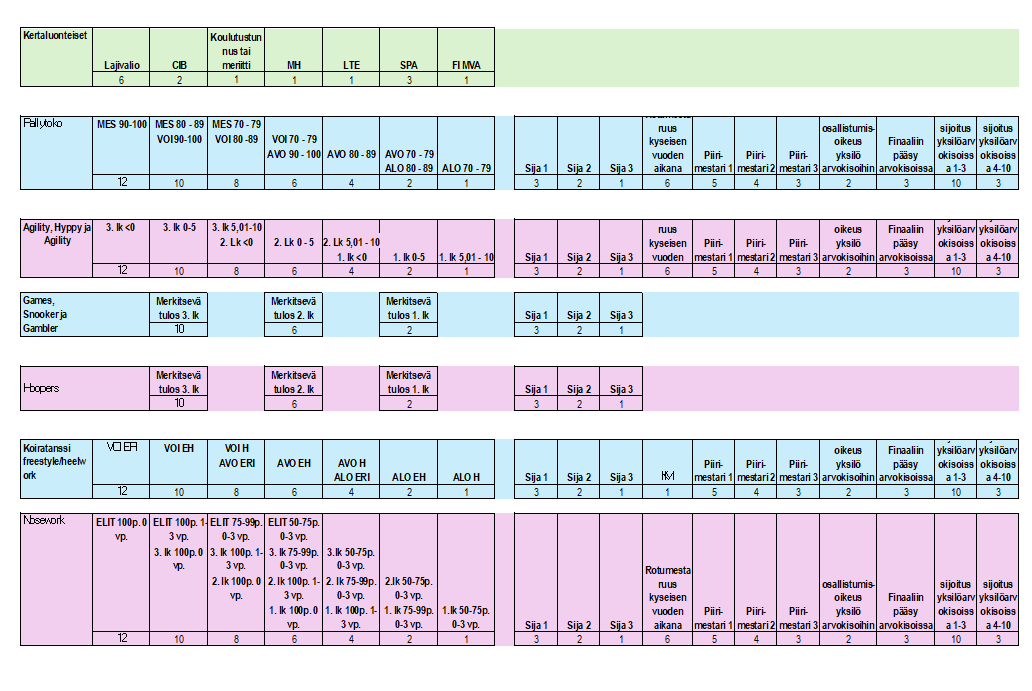 Kertaluonteiset
Lajivalio
CIB
Koulutustun
nus tai
meriitti
MH
LTE
SPA
FI MVA
6 2 1 1 1 3 1
Rallytoko
MES 90-100
MES 80 - 89
VOI 90-100
MES 70 - 79
VOI 80 -89
VOI 70 - 79
AVO 90 - 100
AVO 80 - 89
AVO 70 - 79
ALO 80 - 89
ALO 70 - 79
Sija 1
Sija 2
Sija 3
ruus
kyseisen
vuoden
aikana
Piiri-
mestari 1
Piiri-
mestari 2
Piiri-
mestari 3
osallistumis-
oikeus
yksilö
arvokisoihin
Finaaliin
pääsy
arvokisoissa
sijoitus
yksilöarv
okisoiss
a 1-3
sijoitus
yksilöarv
okisoiss
a 4-10
12 10 8 6 4 2 1 3 2 1 6 5 4 3 2 3 10 3
Agility, Hyppy ja
Agility
3. lk <0
3. lk 0-5
3. lk 5,01-10
2. Lk <0
2. Lk 0 - 5
2. Lk 5,01 - 10
1. lk <0
1. lk 0-5
1. lk 5,01 - 10
Sija 1
Sija 2
Sija 3
ruus
kyseisen
vuoden
Piiri-
mestari 1
Piiri-
mestari 2
Piiri-
mestari 3
oikeus
yksilö
arvokisoihin
Finaaliin
pääsy
arvokisoissa
yksilöarv
okisoiss
a 1-3
yksilöarv
okisoiss
a 4-10
12 10 8 6 4 2 1 3 2 1 6 5 4 3 2 3 10 3
Games,
Snooker ja
Gambler
Merkitsevä
tulos 3. lk
Merkitsevä
tulos 2. lk
Merkitsevä
tulos 1. lk
Sija 1
Sija 2
Sija 3
10 6 2 3 2 1
Hoopers
Merkitsevä
tulos 3. lk
Merkitsevä
tulos 2. lk
Merkitsevä
tulos 1. lk
Sija 1
Sija 2
Sija 3
10 6 2 3 2 1
Koiratanssi
freestyle/heelw
ork
VOI ERI
VOI EH
VOI H
AVO ERI
AVO EH
AVO H
ALO ERI
ALO EH
ALO H
Sija 1
Sija 2
Sija 3
Piiri-
mestari 1
Piiri-
mestari 2
Piiri-
mestari 3
oikeus
yksilö
arvokisoihin
Finaaliin
pääsy
arvokisoissa
yksilöarv
okisoiss
a 1-3
yksilöarv
okisoiss
a 4-10
12 10 8 6 4 2 1 3 2 1 1 5 4 3 2 3 10 3
Nosework
ELIT 100p. 0
vp.
ELIT 100p. 1-
3 vp.
3. lk 100p. 0
vp.
ELIT 75-99p.
0-3 vp.
3. lk 100p. 1-
3 vp.
2. lk 100p. 0
vp.
ELIT 50-75p.
0-3 vp.
3. lk 75-99p.
0-3 vp.
2. lk 100p. 1-
3 vp.
1. lk 100p. 0
vp.
3.lk 50-75p.
0-3 vp.
2. lk 75-99p.
0-3 vp.
1. lk 100p. 1-
3 vp.
2.lk 50-75p.
0-3 vp.
1. lk 75-99p.
0-3 vp.
1.lk 50-75p.
0-3 vp.
Sija 1
Sija 2
Sija 3
Rotumesta
ruus
kyseisen
vuoden
aikana
Piiri-
mestari 1
Piiri-
mestari 2
Piiri-
mestari 3
osallistumis-
oikeus
yksilö
arvokisoihin
Finaaliin
pääsy
arvokisoissa
sijoitus
yksilöarv
okisoiss
a 1-3
sijoitus
yksilöarv
okisoiss
a 4-10
12 10 8 6 4 2 1 3 2 1 6 5 4 3 2 3 10 3